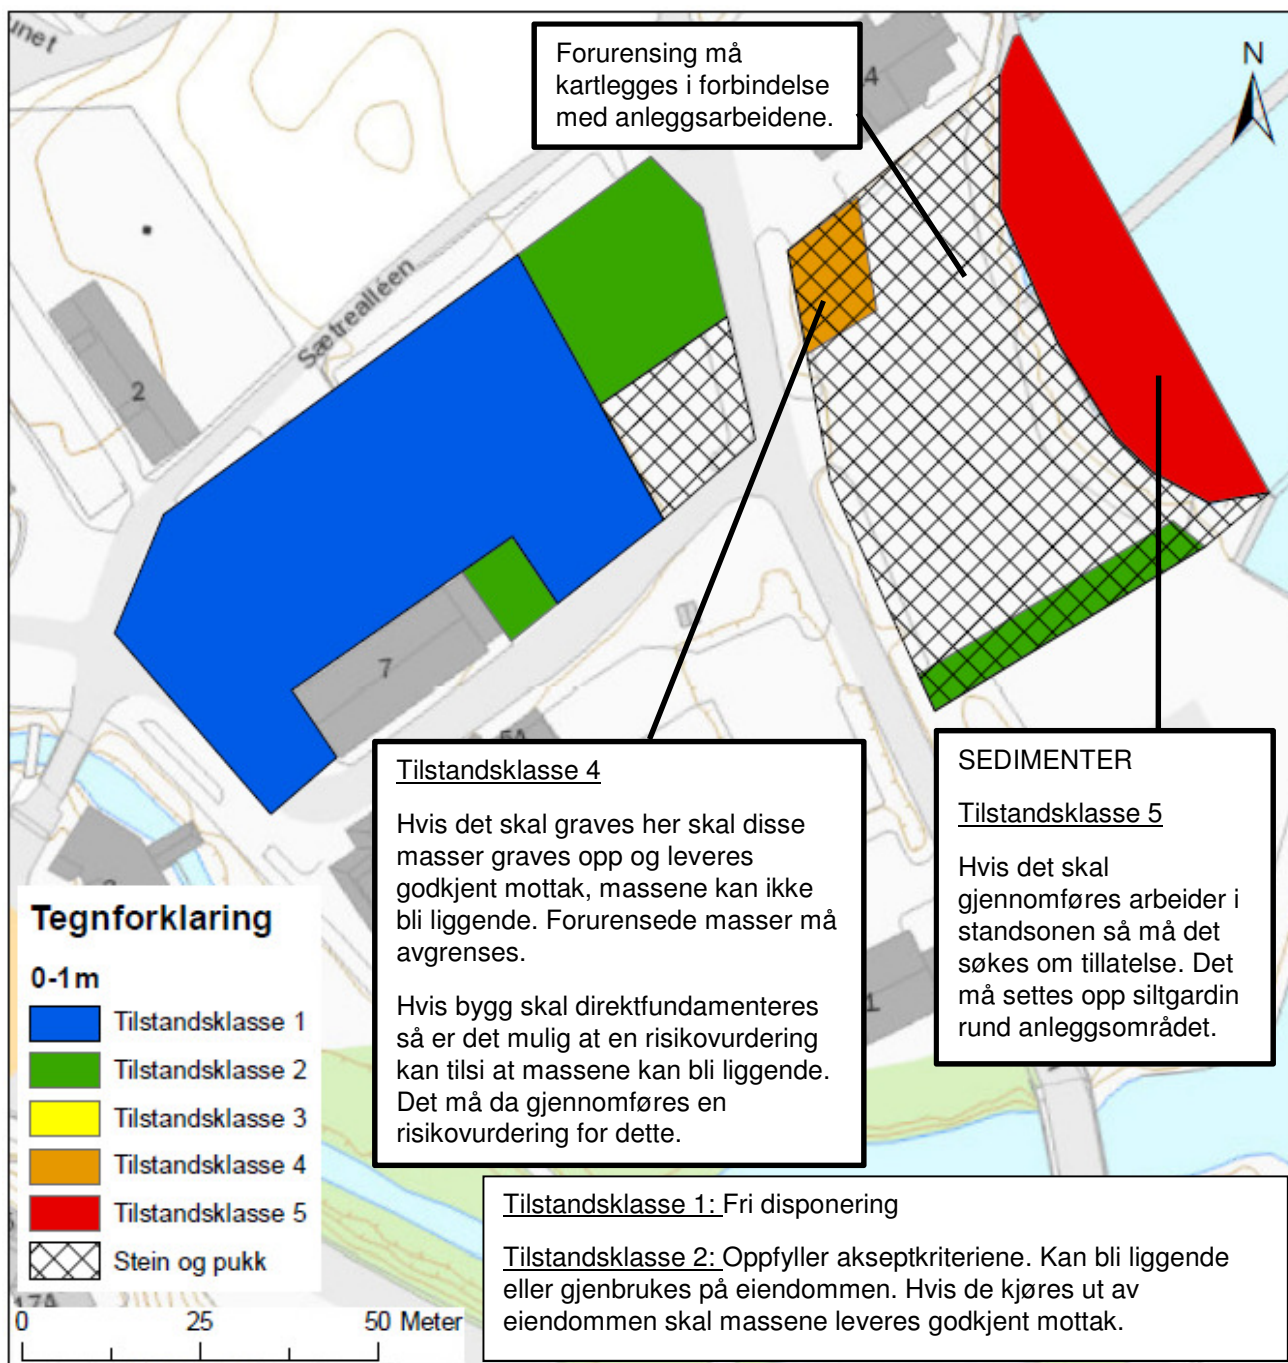 unet
Forurensing må
kartlegges i forbindelse
med anleggsarbeidene.
4
N
Sætrealléen
2
7
5A
Tilstandsklasse 4
Hvis det skal graves her skal disse
masser graves opp og leveres
godkjent mottak, massene kan ikke
bli liggende. Forurensede masser må
avgrenses.
Hvis bygg skal direktfundamenteres
så er det mulig at en risikovurdering
kan tilsi at massene kan bli liggende.
Det må da gjennomføres en
risikovurdering for dette.
SEDIMENTER
Tilstandsklasse 5
Hvis det skal
gjennomføres arbeider i
standsonen så må det
søkes om tillatelse. Det
må settes opp siltgardin
rund anleggsområdet.
1
Tegnforklaring
0-1m
Tilstandsklasse 1
Tilstandsklasse 2
Tilstandsklasse 3
Tilstandsklasse 4
Tilstandsklasse 5
Stein og pukk
17A
0 25 50 Meter
Tilstandsklasse 1: Fri disponering
Tilstandsklasse 2: Oppfyller akseptkriteriene. Kan bli liggende
eller gjenbrukes på eiendommen. Hvis de kjøres ut av
eiendommen skal massene leveres godkjent mottak.